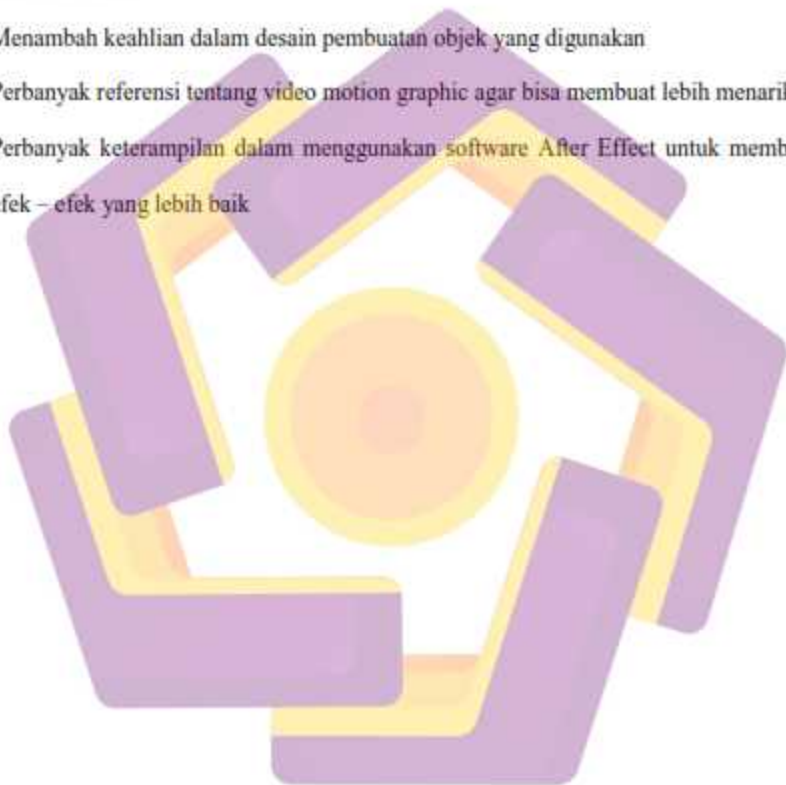 Menambah keahlian dalam desain pembuatan objek yang digunakan
Perbanyak referensi tentang video motion graphic agar bisa membuat lebih menarik
Perbanyak keterampilan dalam menggunakan software After Effect untuk memb
efek – efek yang lebih baik